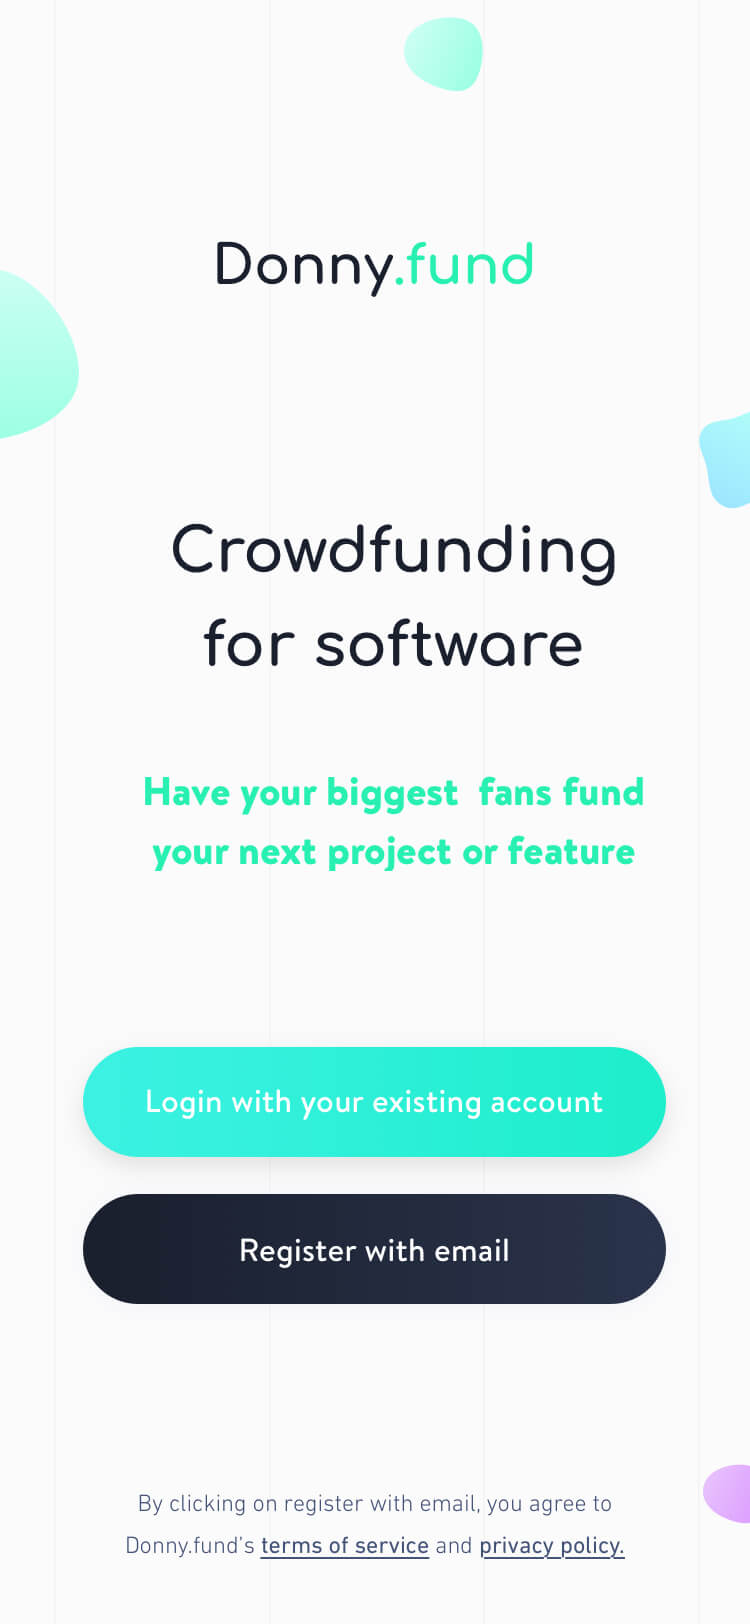 Donny.fund
Crowdfunding
for software
Have your biggest  fans fund
your next project or feature
Login with your existing account
Register with email
By clicking on register with email, you agree to
Donny.fund's terms of service and privacy policy.